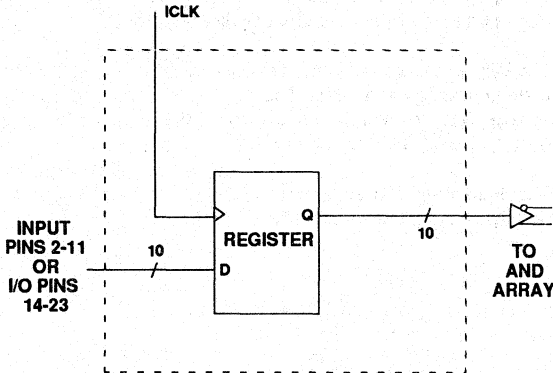 ICLK
Q
REGISTER
D
10
10
INPUT
PINS 2-11
OR
I/O PINS
14-23
TO
AND
ARRAY